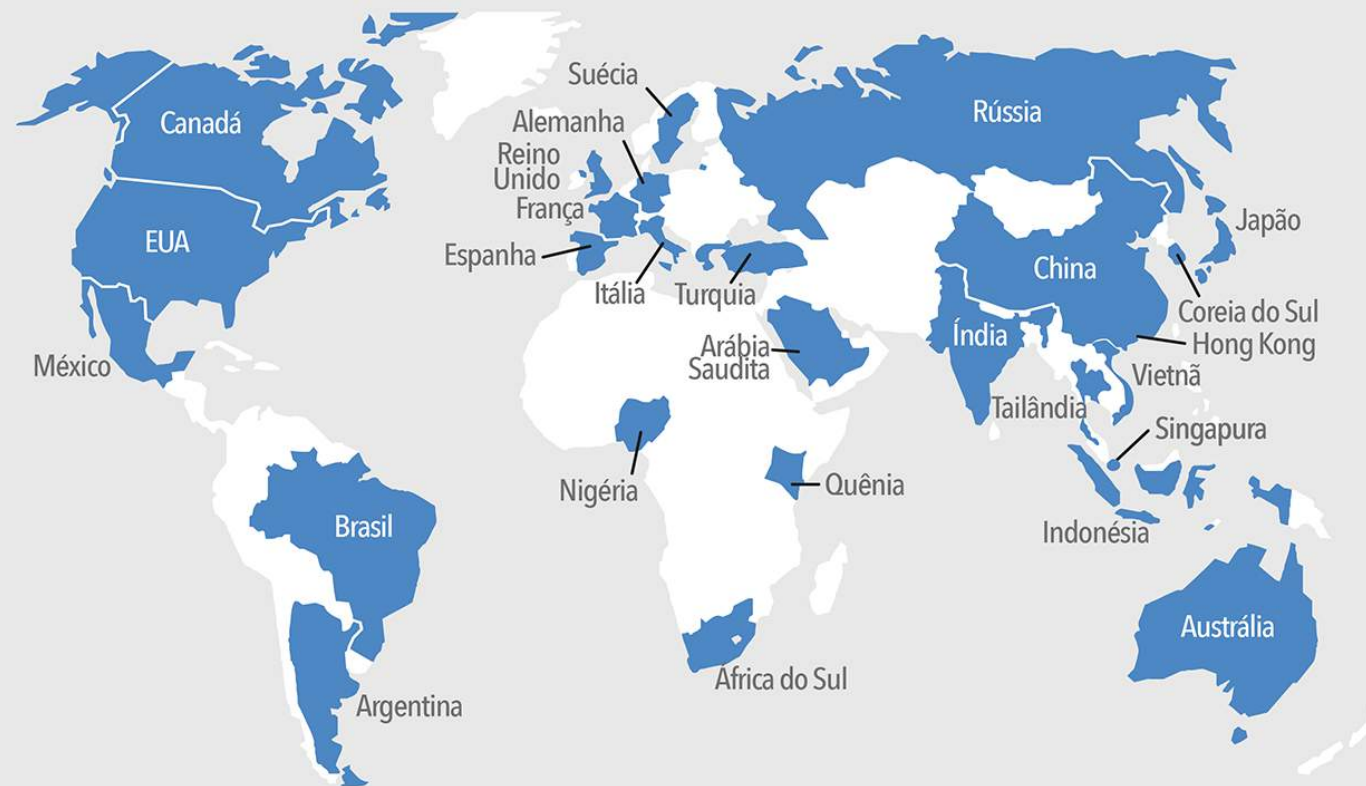 Suécia
Canadá
Rússia
Alemanha
Reino
Unido
França
Japão
EUA
Espanha
China
Itália
Turquia
Coreia do Sul
Índia
Hong Kong
Arábia
Saudita
México
Vietnã
Tailândia
Singapura
Nigéria
Quênia
Brasil
Indonésia
Austrália
África do Sul
Argentina